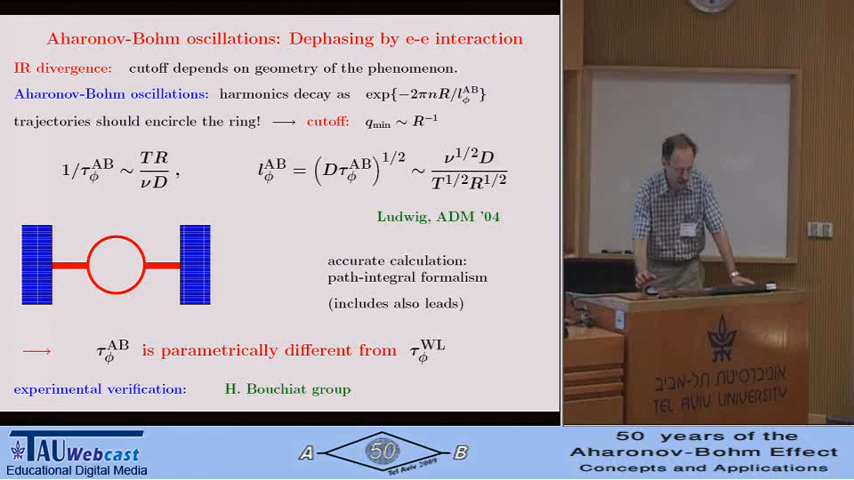 Aharonov-Bohm oscillations: Dephasing by e-e interaction
IR divergence: cutoff depends on geometry of the phenomenon.
Aharonov-Bohm oscillations: harmonics decay as exp{−2πnR/l_ϕ^AB}
trajectories should encircle the ring! ⟶ cutoff: q_min ∼ R^−1
1/τ_ϕ^AB ∼ TR/νD , l_ϕ^AB = (Dτ_ϕ^AB)^1/2 ∼ ν^1/2 D / T^1/2 R^1/2
Ludwig, ADM '04
accurate calculation:
path-integral formalism
(includes also leads)
⟶ τ_ϕ^AB is parametrically different from τ_ϕ^WL
experimental verification: H. Bouchiat group
אוניברסיטת תל-אביב
TEL AVIV UNIVERSITY
TAU Webcast
Educational Digital Media
A 50 B
Tel Aviv 2009
50 years of the
Aharonov-Bohm Effect
Concepts and Applications